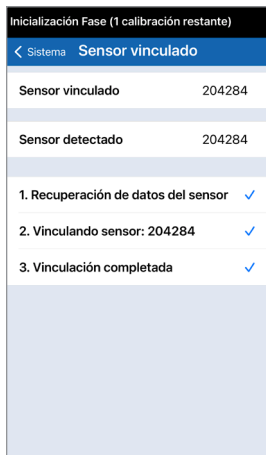 Inicialización Fase (1 calibración restante)
Sistema Sensor vinculado
Sensor vinculado 204284
Sensor detectado 204284
1. Recuperación de datos del sensor
2. Vinculando sensor: 204284
3. Vinculación completada